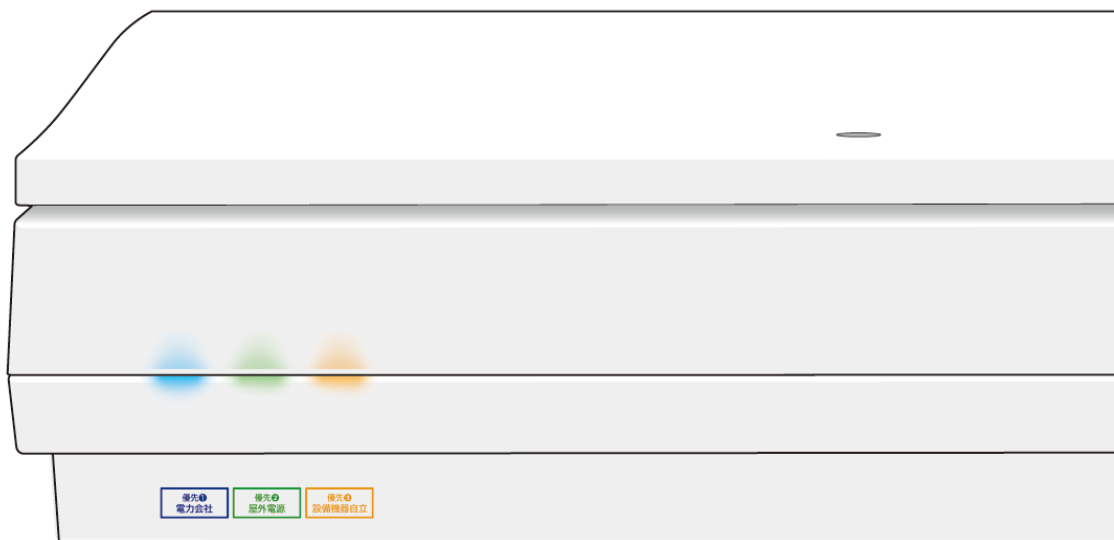 優先❶
電力会社
優先❷
屋外電源
優先❸
設備機器自立